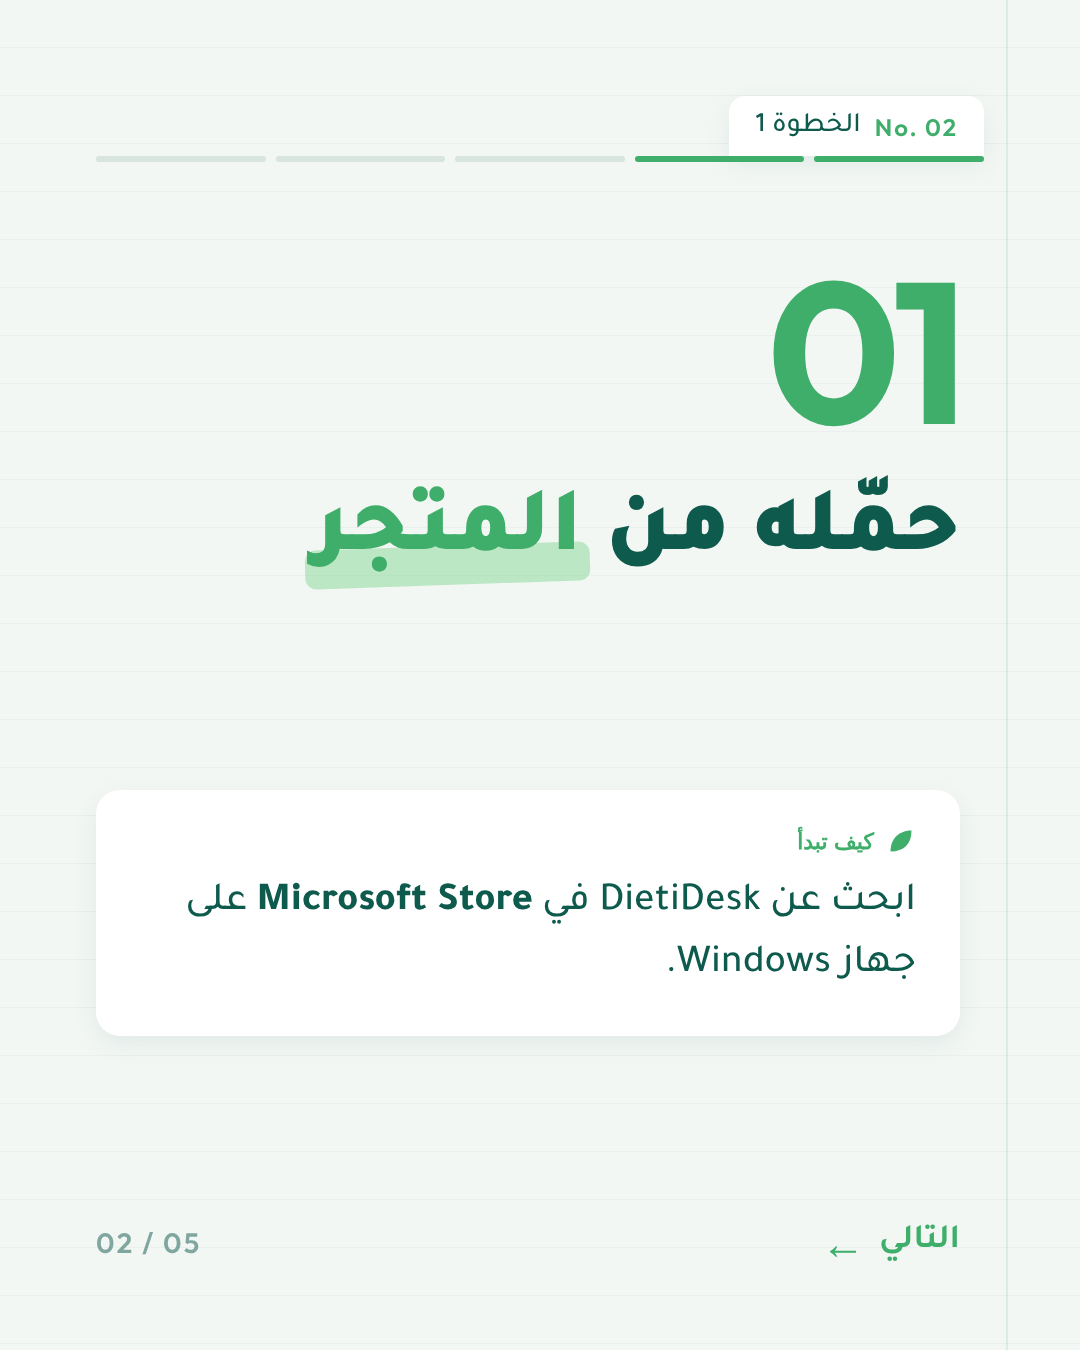 No. 02 الخطوة 1
01
حمّله من المتجر
كيف تبدأ
ابحث عن DietiDesk في Microsoft Store على
جهاز Windows.
التالي ←
02 / 05